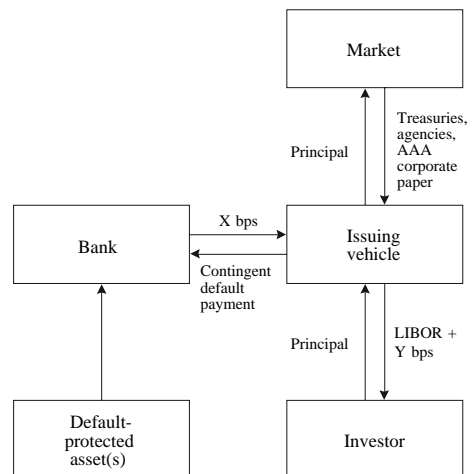 Market
Treasuries,
agencies,
AAA
corporate
paper
Principal
X bps
Bank
Issuing
vehicle
Contingent
default
payment
LIBOR +
Y bps
Principal
Default-
protected
asset(s)
Investor